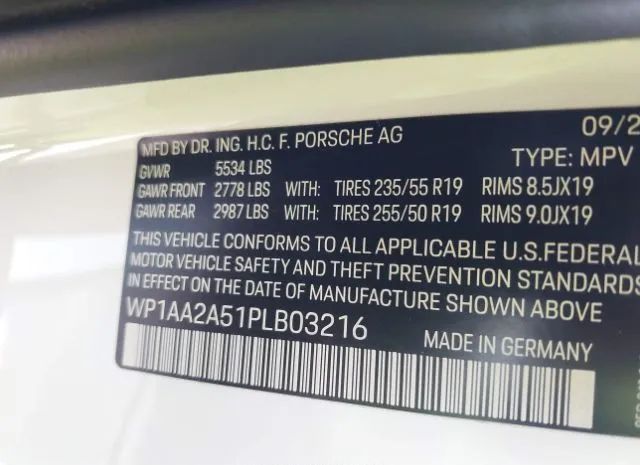 MFD BY DR. ING. H.C. F. PORSCHE AG 09/2
GVWR 5534 LBS TYPE: MPV
GAWR FRONT 2778 LBS WITH: TIRES 235/55 R19 RIMS 8.5JX19
GAWR REAR 2987 LBS WITH: TIRES 255/50 R19 RIMS 9.0JX19
THIS VEHICLE CONFORMS TO ALL APPLICABLE U.S.FEDERAL
MOTOR VEHICLE SAFETY AND THEFT PREVENTION STANDARDS
IN EFFECT ON THE DATE OF MANUFACTURE SHOWN ABOVE
WP1AA2A51PLB03216
MADE IN GERMANY